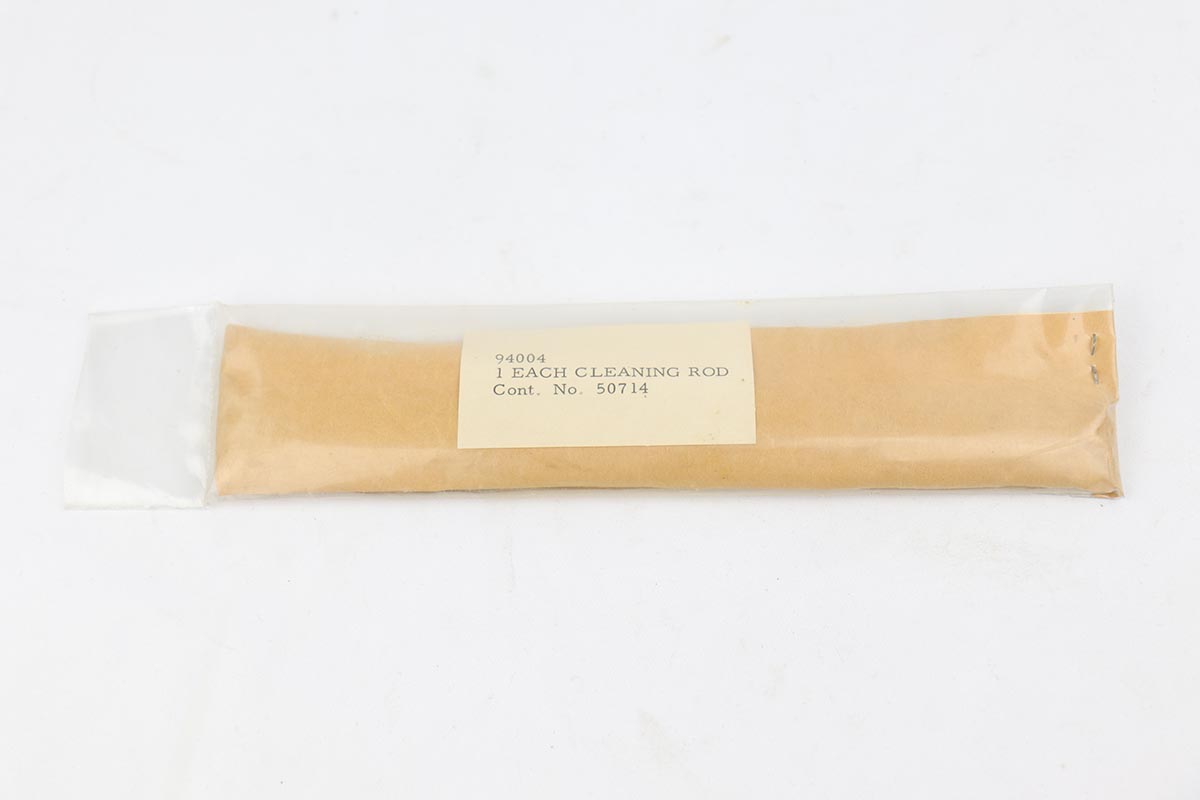 94004
1 EACH CLEANING ROD
Cont. No. 50714